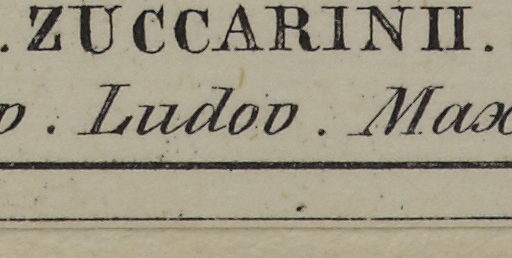 . ZUCCARINII.
v. Ludov. Max